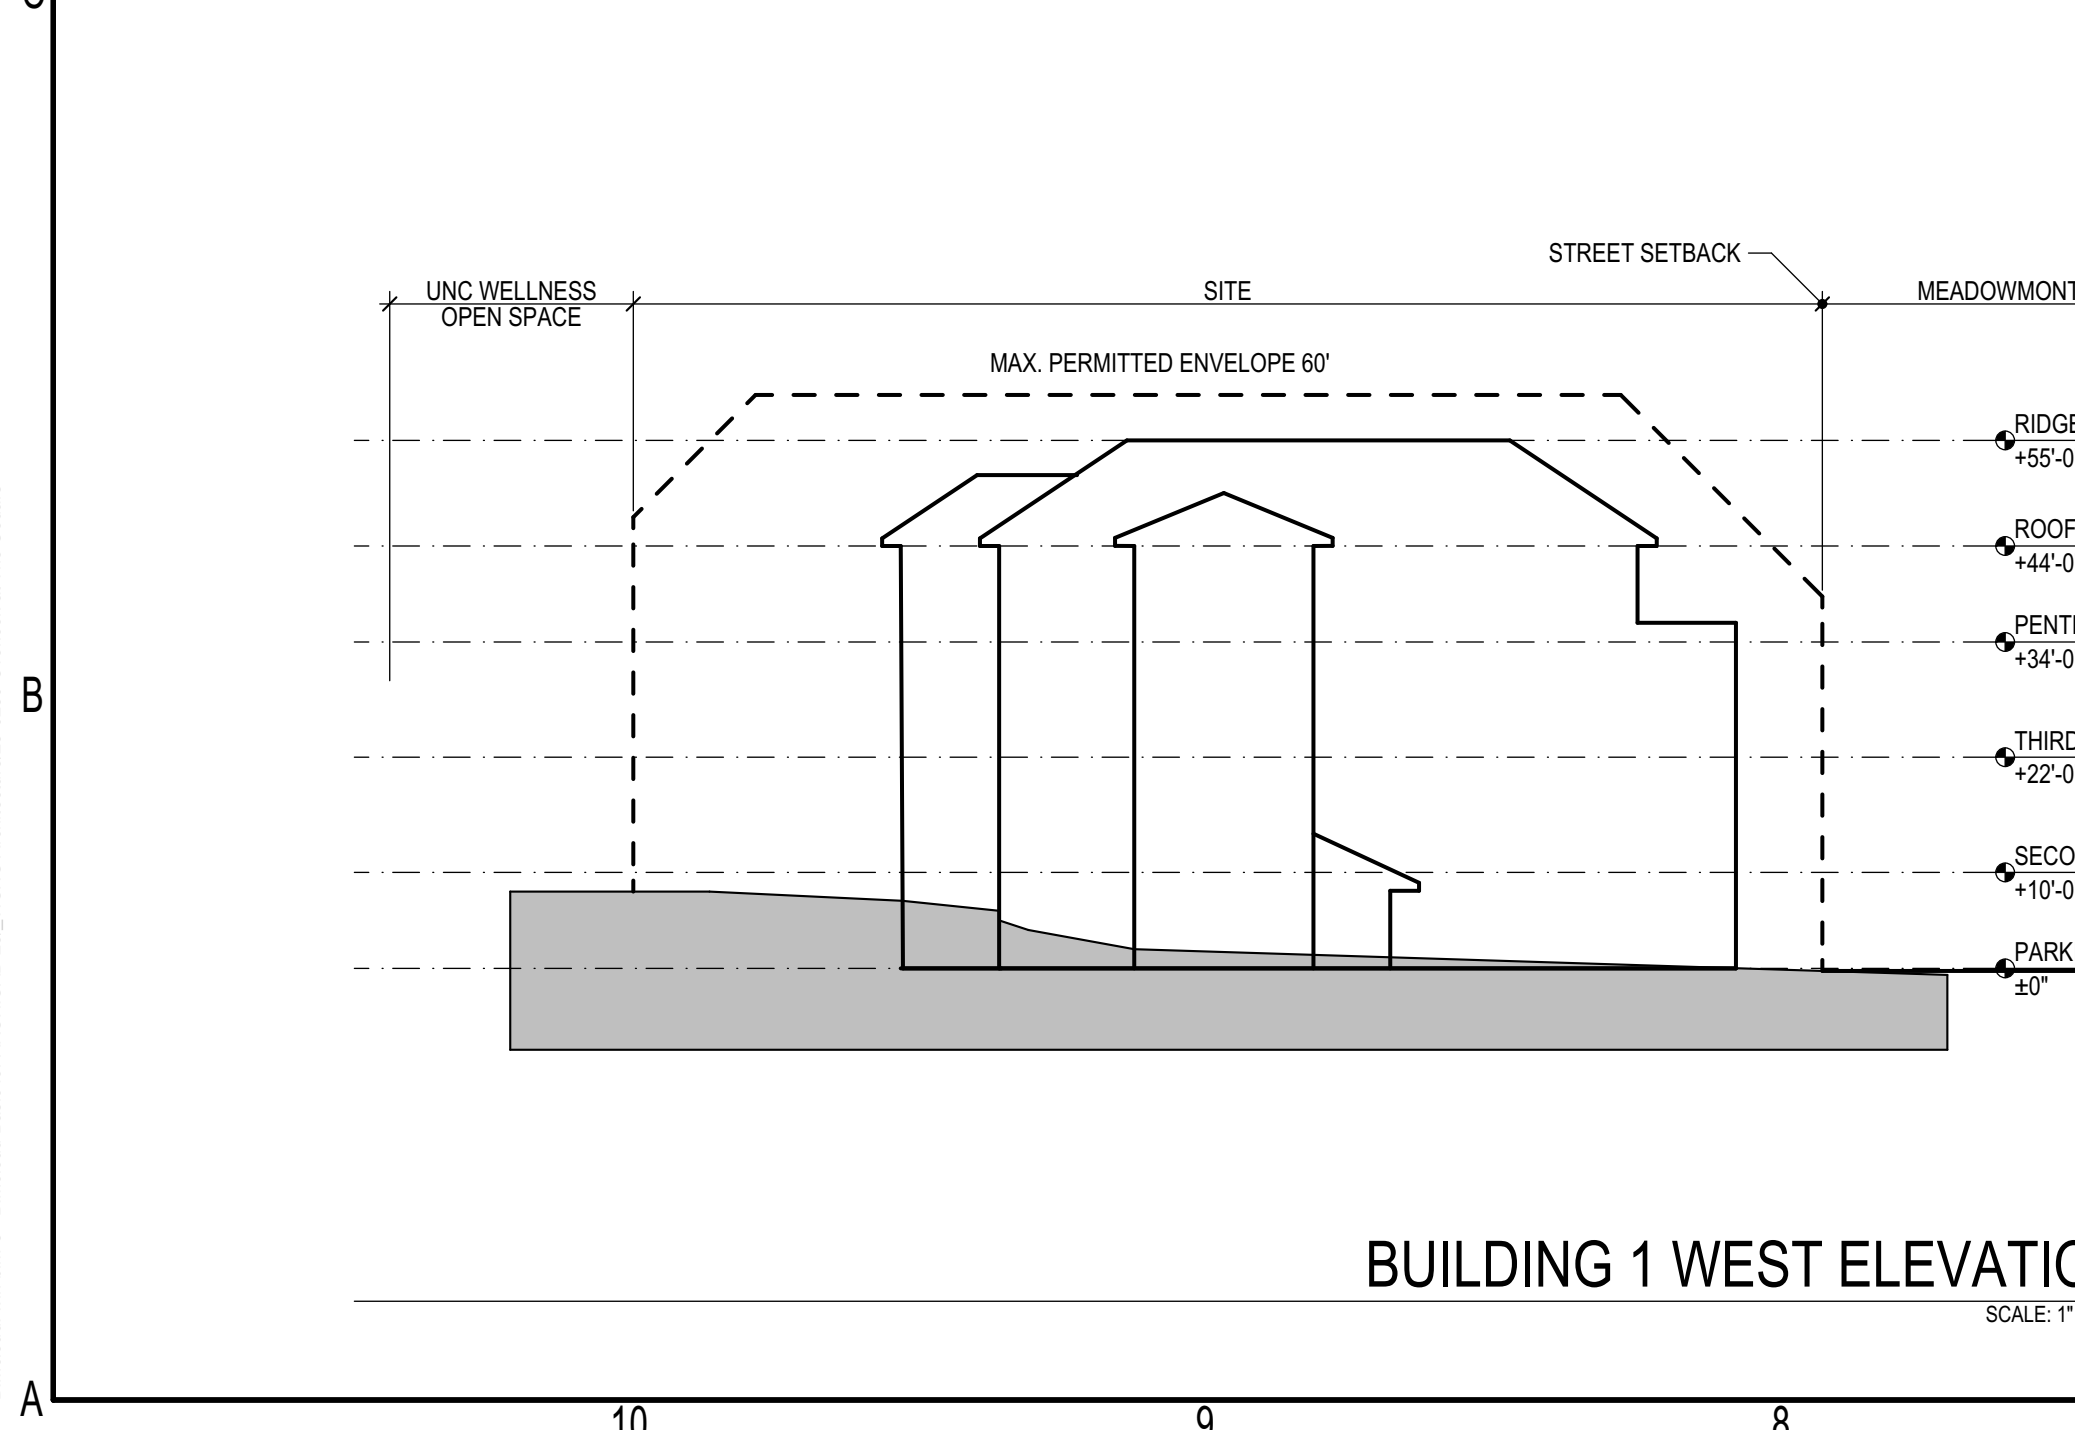 STREET SETBACK
UNC WELLNESS
OPEN SPACE
SITE
MEADOWMONT
MAX. PERMITTED ENVELOPE 60'
RIDGE
+55'-0
ROOF
+44'-0
PENT
+34'-0
B
THIRD
+22'-0
SECO
+10'-0
PARK
±0"
BUILDING 1 WEST ELEVATIO
SCALE: 1"
A
10
9
8